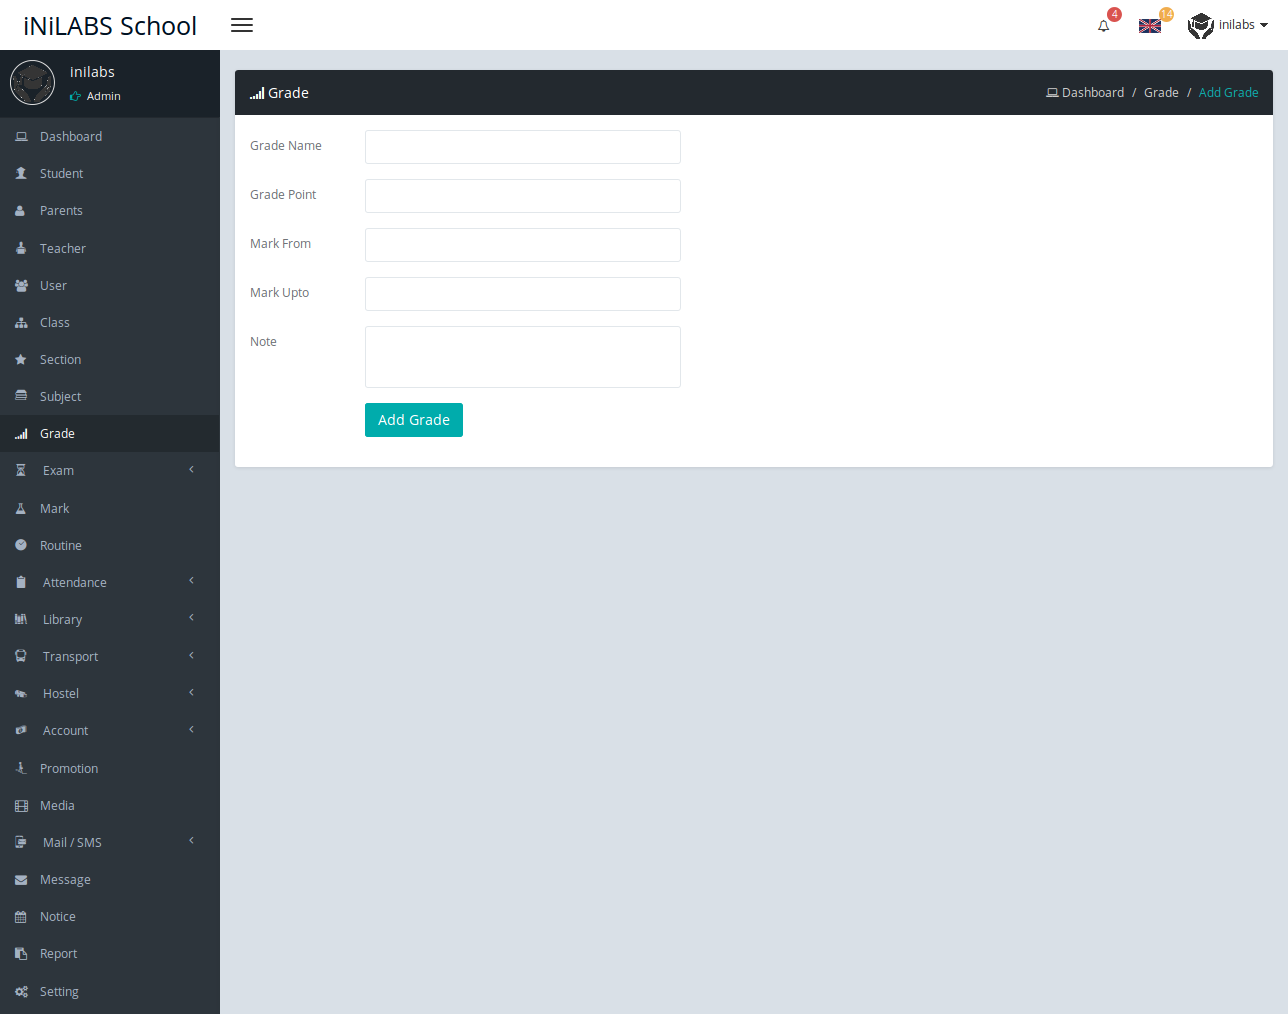 iNiLABS School
4
14
inilabs
inilabs
Admin
Dashboard
Student
Parents
Teacher
User
Class
Section
Subject
Grade
Exam
Mark
Routine
Attendance
Library
Transport
Hostel
Account
Promotion
Media
Mail / SMS
Message
Notice
Report
Setting
Grade
Dashboard / Grade / Add Grade
Grade Name
Grade Point
Mark From
Mark Upto
Note
Add Grade